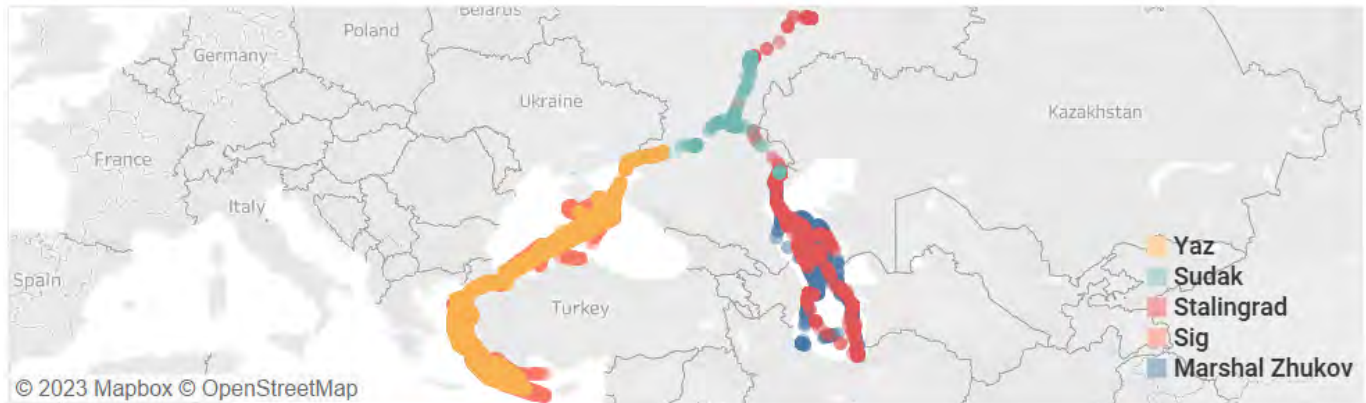 Belarus
Poland
Germany
Ukraine
Kazakhstan
France
Italy
Spain
Turkey
Yaz
Sudak
Stalingrad
Sig
Marshal Zhukov
© 2023 Mapbox © OpenStreetMap